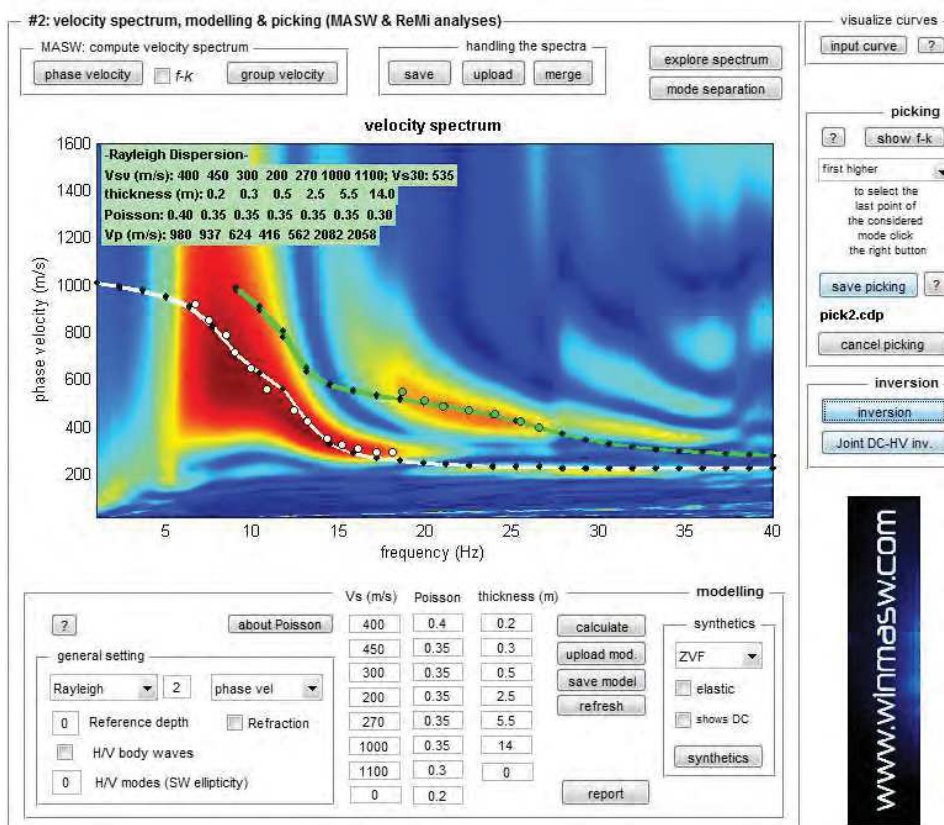 #2: velocity spectrum, modelling & picking (MASW & ReMi analyses)
MASW: compute velocity spectrum
phase velocity
f-k
group velocity
handling the spectra
save
upload
merge
explore spectrum
mode separation
visualize curves
input curve
?
velocity spectrum
-Rayleigh Dispersion-
Vsv (m/s): 400 450 300 200 270 1000 1100; Vs30: 535
thickness (m): 0.2 0.3 0.5 2.5 5.5 14.0
Poisson: 0.40 0.35 0.35 0.35 0.35 0.35 0.30
Vp (m/s): 980 937 624 416 562 2082 2058
phase velocity (m/s)
1600
1400
1200
1000
800
600
400
200
5 10 15 20 25 30 35 40
frequency (Hz)
picking
?
show f-k
first higher
to select the
last point of
the considered
mode click
the right button
save picking
?
pick2.cdp
cancel picking
inversion
inversion
Joint DC-HV inv.
www.winmasw.com
modelling
?
about Poisson
general setting
Rayleigh
2
phase vel
0 Reference depth
Refraction
H/V body waves
0 H/V modes (SW ellipticity)
Vs (m/s) Poisson thickness (m)
400 0.4 0.2
450 0.35 0.3
300 0.35 0.5
200 0.35 2.5
270 0.35 5.5
1000 0.35 14
1100 0.3 0
0 0.2
calculate
upload mod.
save model
refresh
report
synthetics
ZVF
elastic
shows DC
synthetics